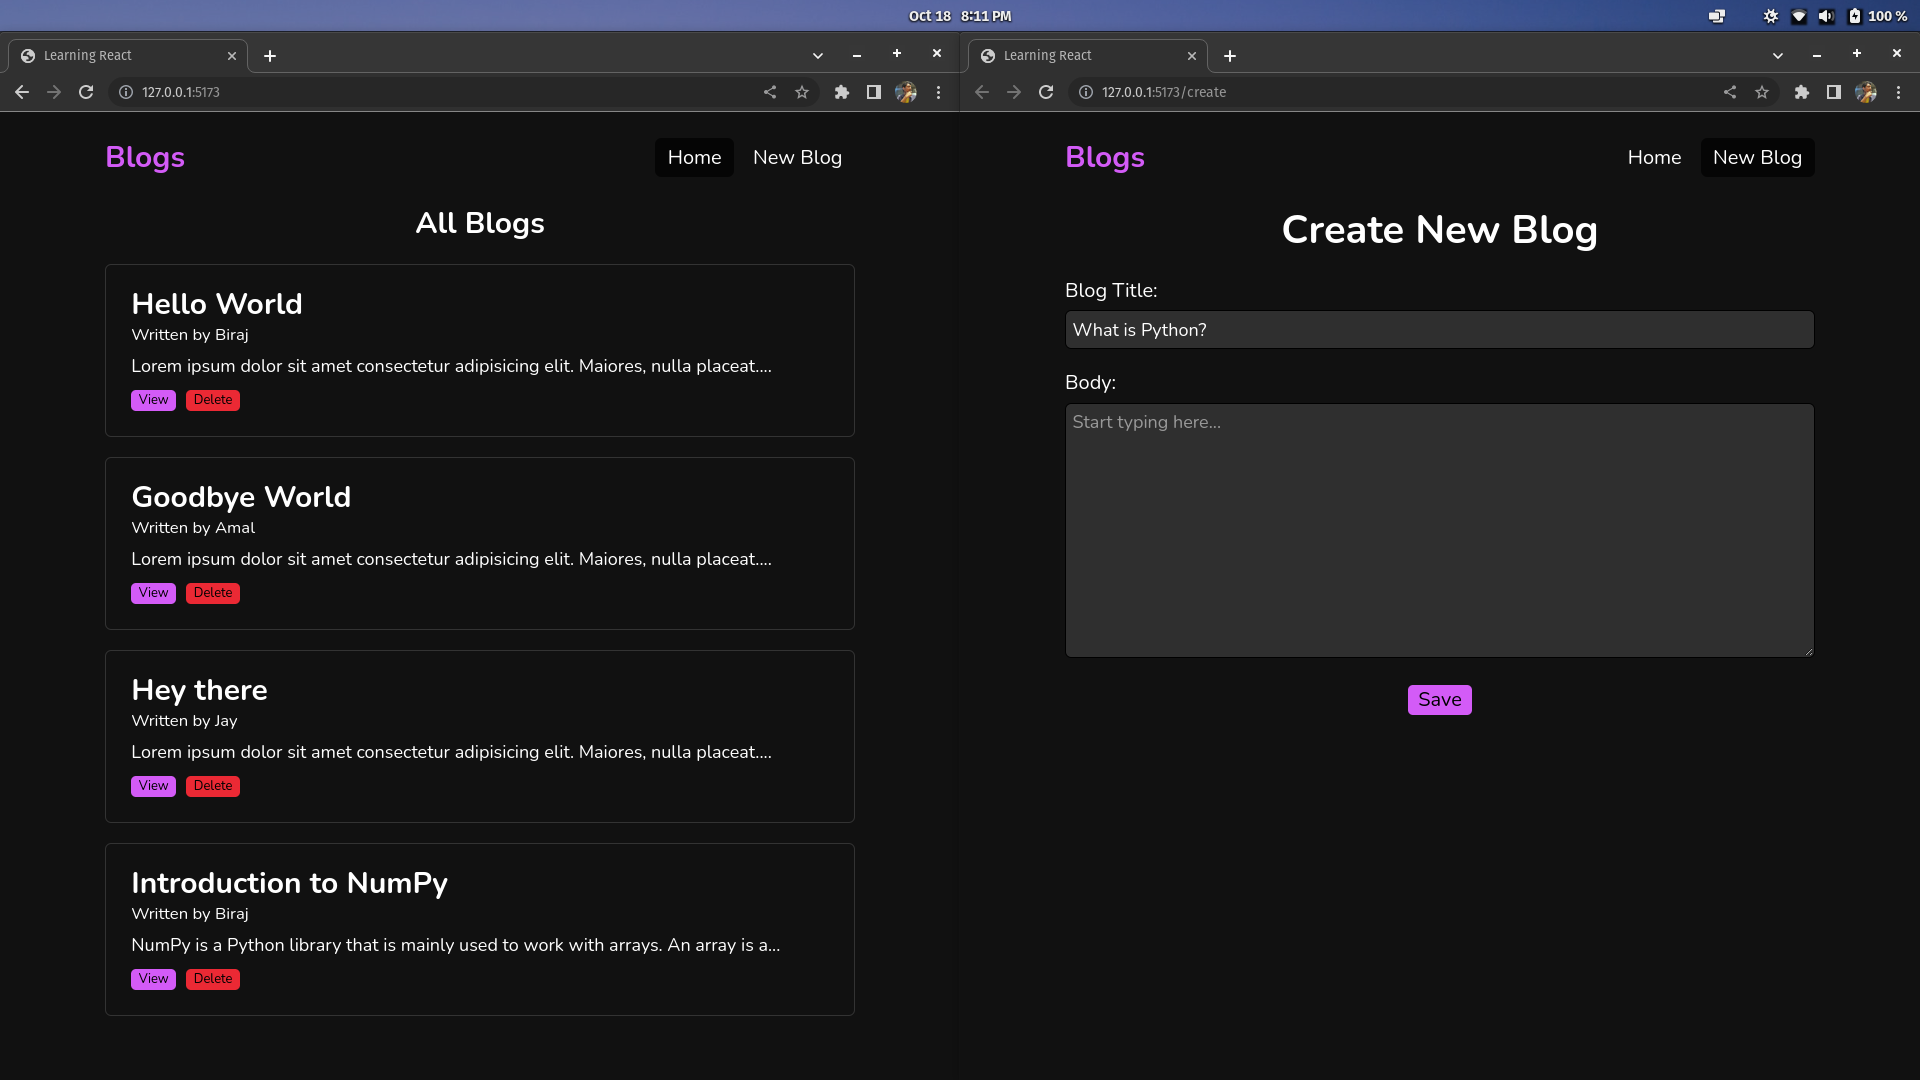 Oct 18 8:11 PM
100 %
Learning React
127.0.0.1:5173
Blogs
Home
New Blog
All Blogs
Hello World
Written by Biraj
Lorem ipsum dolor sit amet consectetur adipisicing elit. Maiores, nulla placeat....
View
Delete
Goodbye World
Written by Amal
Lorem ipsum dolor sit amet consectetur adipisicing elit. Maiores, nulla placeat....
View
Delete
Hey there
Written by Jay
Lorem ipsum dolor sit amet consectetur adipisicing elit. Maiores, nulla placeat....
View
Delete
Introduction to NumPy
Written by Biraj
NumPy is a Python library that is mainly used to work with arrays. An array is a...
View
Delete
Learning React
127.0.0.1:5173/create
Blogs
Home
New Blog
Create New Blog
Blog Title:
What is Python?
Body:
Start typing here...
Save